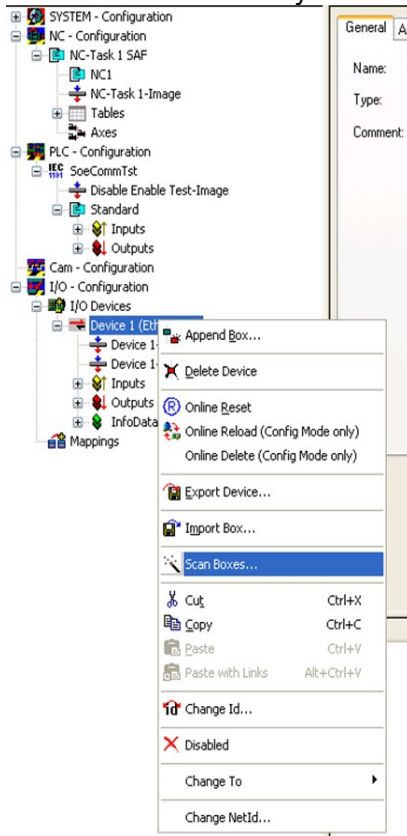 SYSTEM - Configuration
NC - Configuration
NC-Task 1 SAF
NC1
NC-Task 1-Image
Tables
Axes
PLC - Configuration
IEC 1131
SoeCommTst
Disable Enable Test-Image
Standard
Inputs
Outputs
Cam - Configuration
I/O - Configuration
I/O Devices
Device 1 (Eth
Device 1-
Device 1-
Inputs
Outputs
InfoData
Mappings
General A
Name:
Type:
Comment:
Append Box...
Delete Device
Online Reset
Online Reload (Config Mode only)
Online Delete (Config Mode only)
Export Device...
Import Box...
Scan Boxes...
Cut Ctrl+X
Copy Ctrl+C
Paste Ctrl+V
Paste with Links Alt+Ctrl+V
Change Id...
Disabled
Change To
Change NetId...